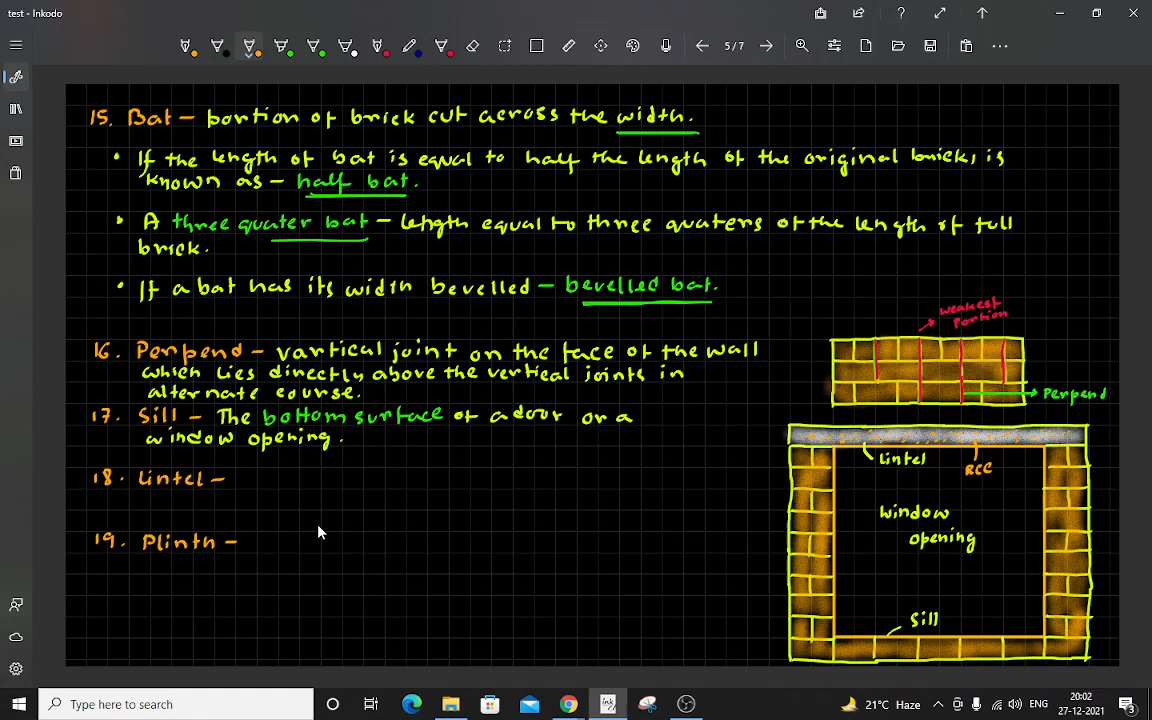 test - Inkodo
5/7
15. Bat - portion of brick cut across the width.
• If the length of bat is equal to half the length of the original brick, is
known as - half bat.
• A three quater bat - length equal to three quaters of the length of full
brick.
• If a bat has its width bevelled - bevelled bat.
weakest
portion
16. Perpend - vartical joint on the face of the wall
which lies directly above the vertical joints in
alternate course.
Perpend
17. Sill - The bottom surface of a door or a
window opening.
Lintel
RCC
18. Lintel -
window
opening
19. Plinth -
Sill
Type here to search
ink/
21°C Haze
ENG
20:02
27-12-2021
3